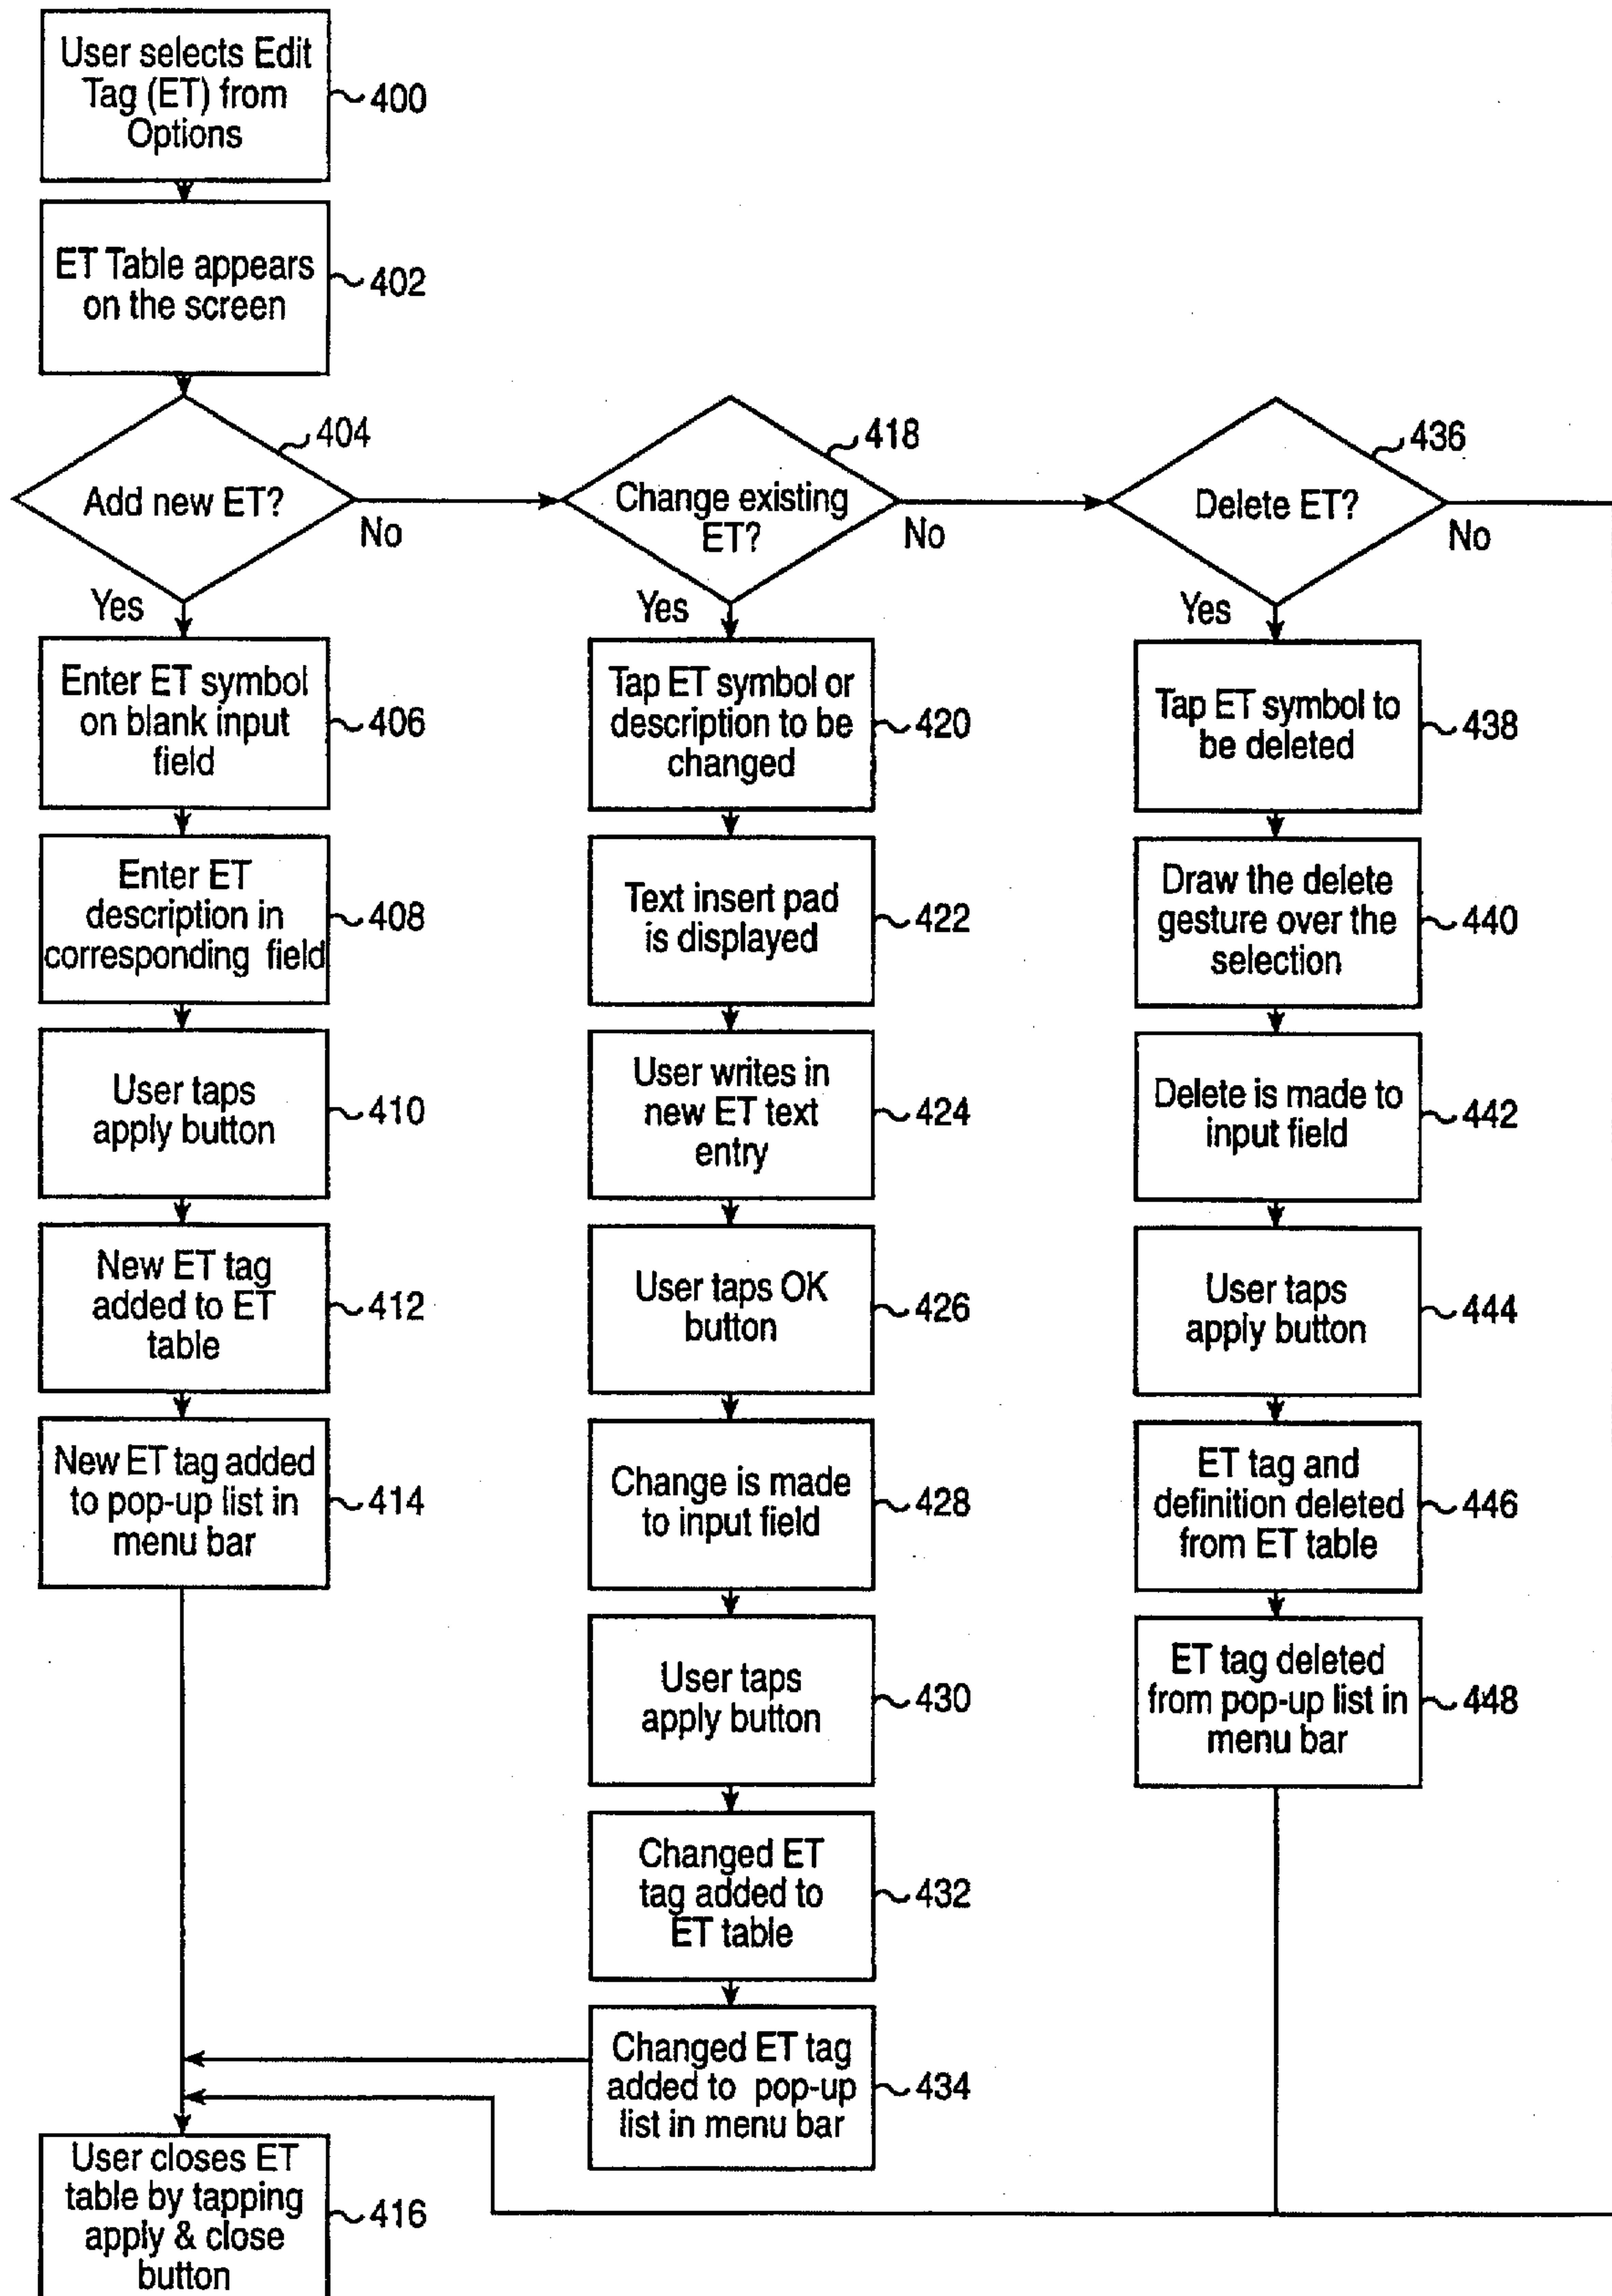 User selects Edit
Tag (ET) from
Options
400
ET Table appears
on the screen
402
Add new ET?
404
No
Yes
Enter ET symbol
on blank input
field
406
Enter ET
description in
corresponding field
408
User taps
apply button
410
New ET tag
added to ET
table
412
New ET tag added
to pop-up list in
menu bar
414
User closes ET
table by tapping
apply & close
button
416
Change existing
ET?
418
No
Yes
Tap ET symbol or
description to be
changed
420
Text insert pad
is displayed
422
User writes in
new ET text
entry
424
User taps OK
button
426
Change is made
to input field
428
User taps
apply button
430
Changed ET
tag added to
ET table
432
Changed ET tag
added to pop-up
list in menu bar
434
Delete ET?
436
No
Yes
Tap ET symbol to
be deleted
438
Draw the delete
gesture over the
selection
440
Delete is made to
input field
442
User taps
apply button
444
ET tag and
definition deleted
from ET table
446
ET tag deleted
from pop-up list in
menu bar
448